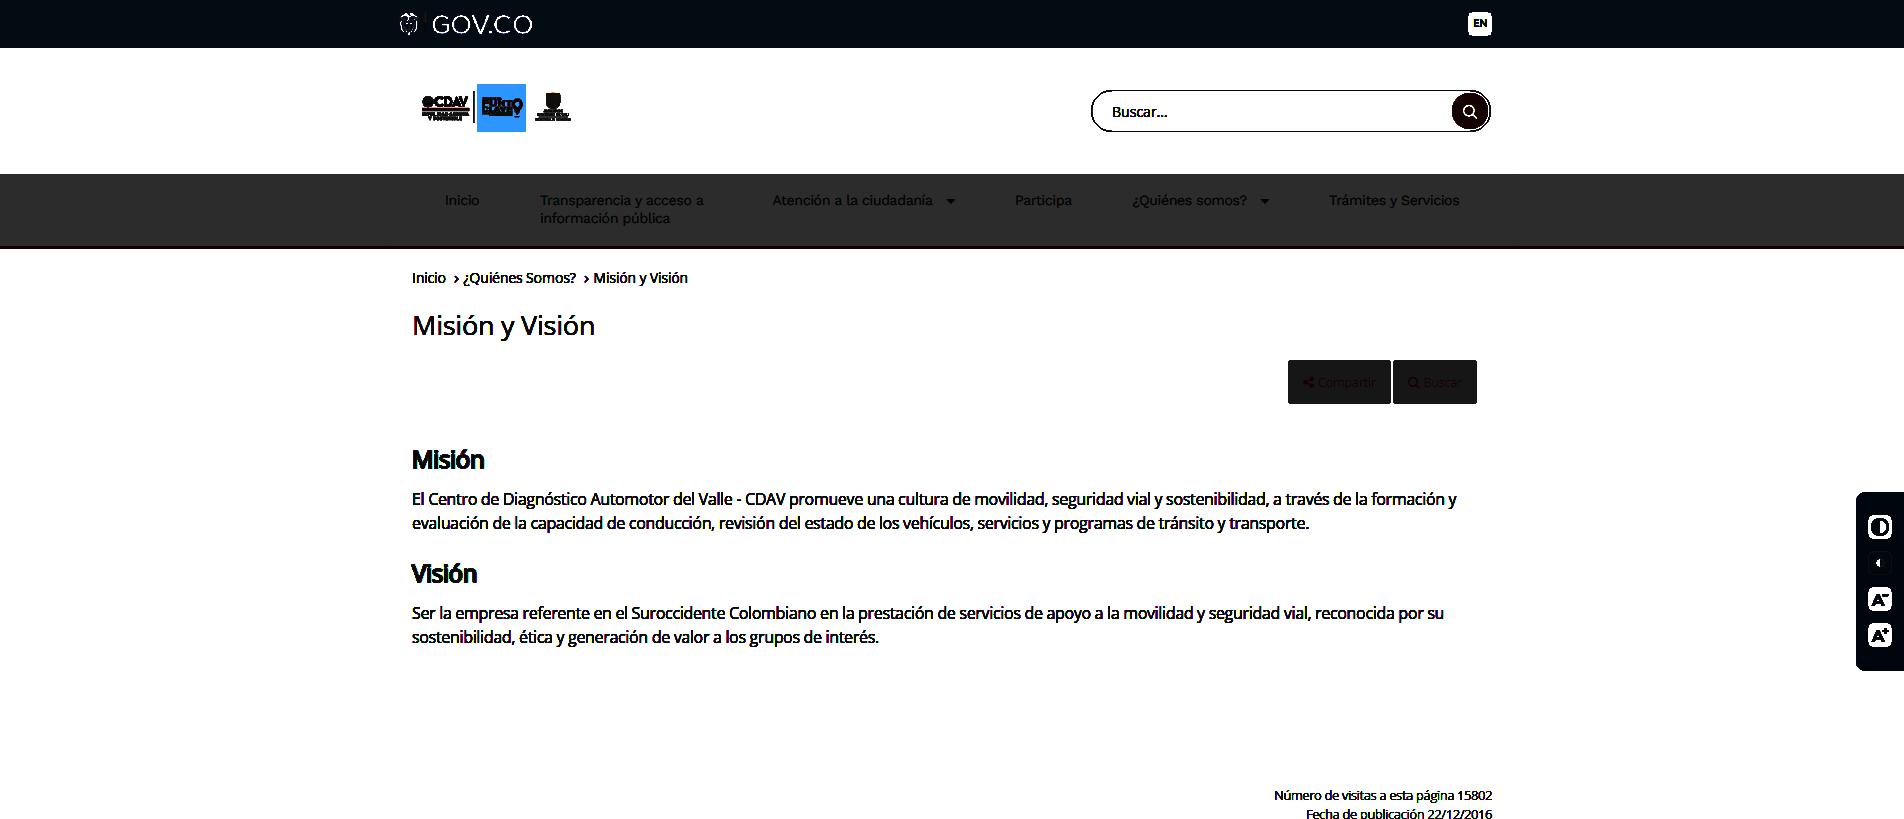 GOV.CO
EN
CDAV
Buscar...
Inicio
Transparencia y acceso a
información pública
Atención a la ciudadanía
Participa
¿Quiénes somos?
Trámites y Servicios
Inicio › ¿Quiénes Somos? › Misión y Visión
Misión y Visión
Compartir
Buscar
Misión
El Centro de Diagnóstico Automotor del Valle - CDAV promueve una cultura de movilidad, seguridad vial y sostenibilidad, a través de la formación y
evaluación de la capacidad de conducción, revisión del estado de los vehículos, servicios y programas de tránsito y transporte.
Visión
Ser la empresa referente en el Suroccidente Colombiano en la prestación de servicios de apoyo a la movilidad y seguridad vial, reconocida por su
sostenibilidad, ética y generación de valor a los grupos de interés.
A-
A+
Número de visitas a esta página 15802
Fecha de publicación 22/12/2016